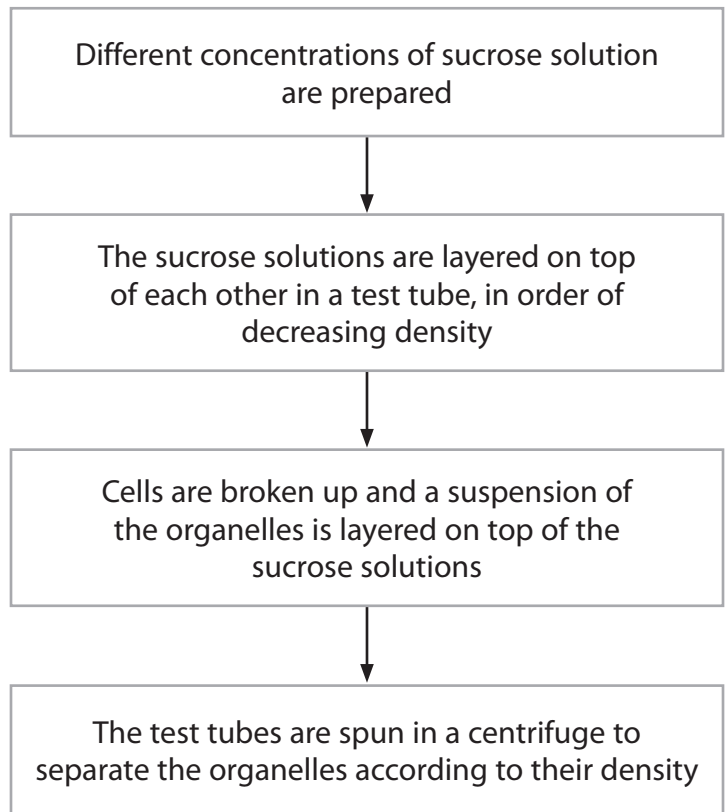 Different concentrations of sucrose solution
are prepared
The sucrose solutions are layered on top
of each other in a test tube, in order of
decreasing density
Cells are broken up and a suspension of
the organelles is layered on top of the
sucrose solutions
The test tubes are spun in a centrifuge to
separate the organelles according to their density